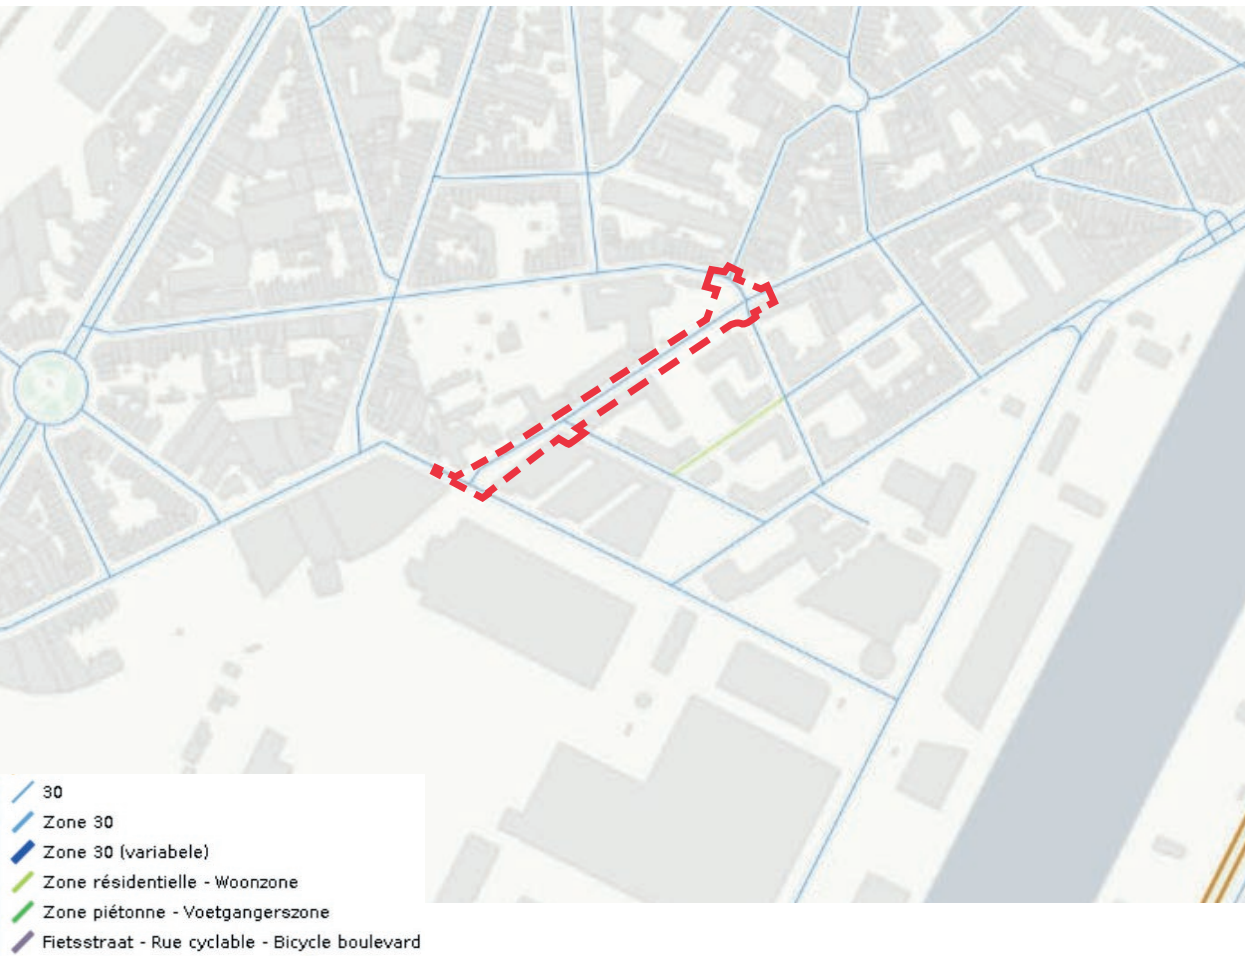 30
Zone 30
Zone 30 (variabele)
Zone résidentielle - Woonzone
Zone piétonne - Voetgangerszone
Fietsstraat - Rue cyclable - Bicycle boulevard